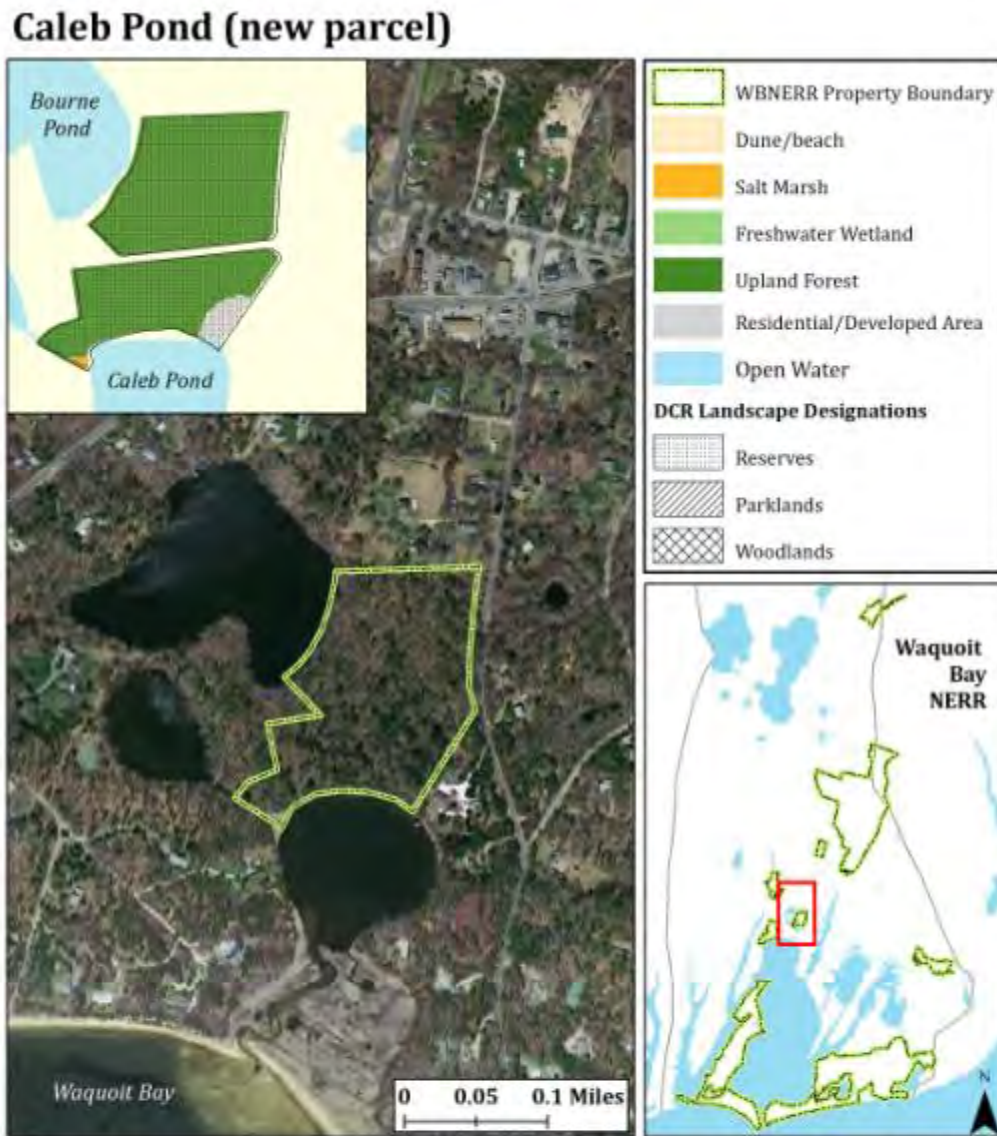 Caleb Pond (new parcel)
Bourne
Pond
Caleb Pond
Waquoit Bay
0 0.05 0.1 Miles
WBNERR Property Boundary
Dune/beach
Salt Marsh
Freshwater Wetland
Upland Forest
Residential/Developed Area
Open Water
DCR Landscape Designations
Reserves
Parklands
Woodlands
Waquoit
Bay
NERR
N